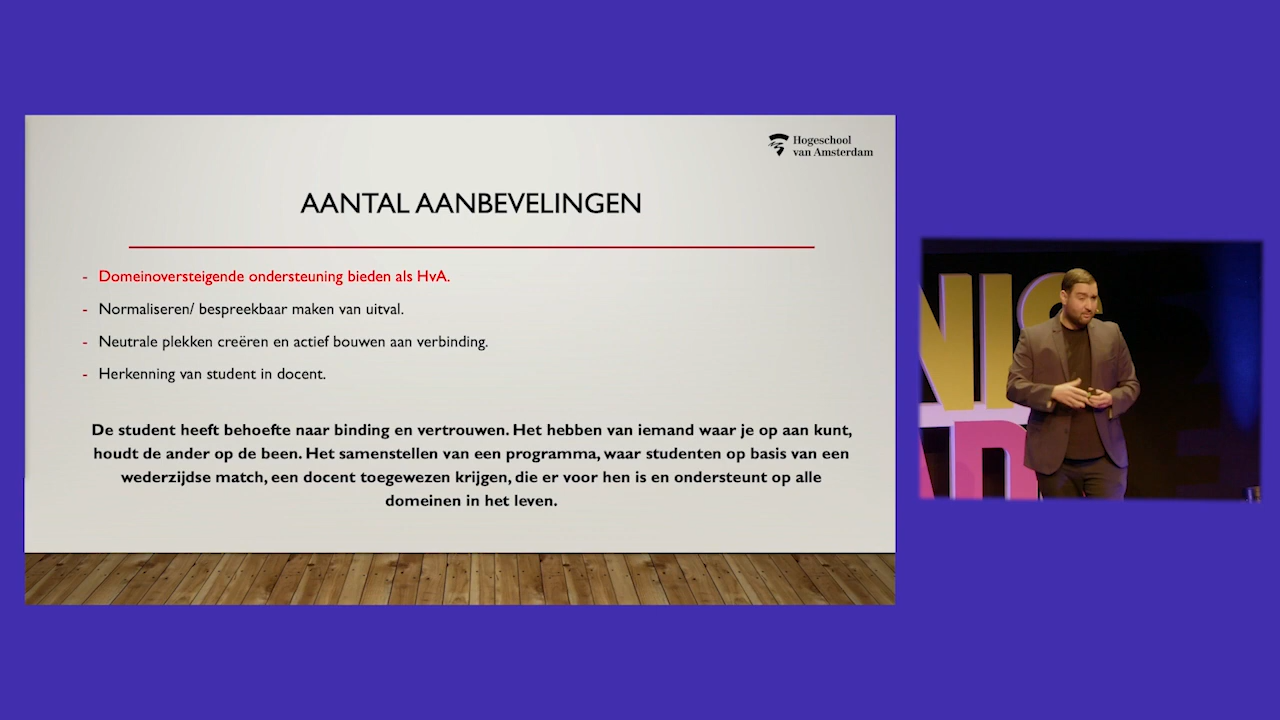 Hogeschool
van Amsterdam
AANTAL AANBEVELINGEN
- Domeinoversteigende ondersteuning bieden als HvA.
- Normaliseren/ bespreekbaar maken van uitval.
- Neutrale plekken creëren en actief bouwen aan verbinding.
- Herkenning van student in docent.
De student heeft behoefte naar binding en vertrouwen. Het hebben van iemand waar je op aan kunt,
houdt de ander op de been. Het samenstellen van een programma, waar studenten op basis van een
wederzijdse match, een docent toegewezen krijgen, die er voor hen is en ondersteunt op alle
domeinen in het leven.